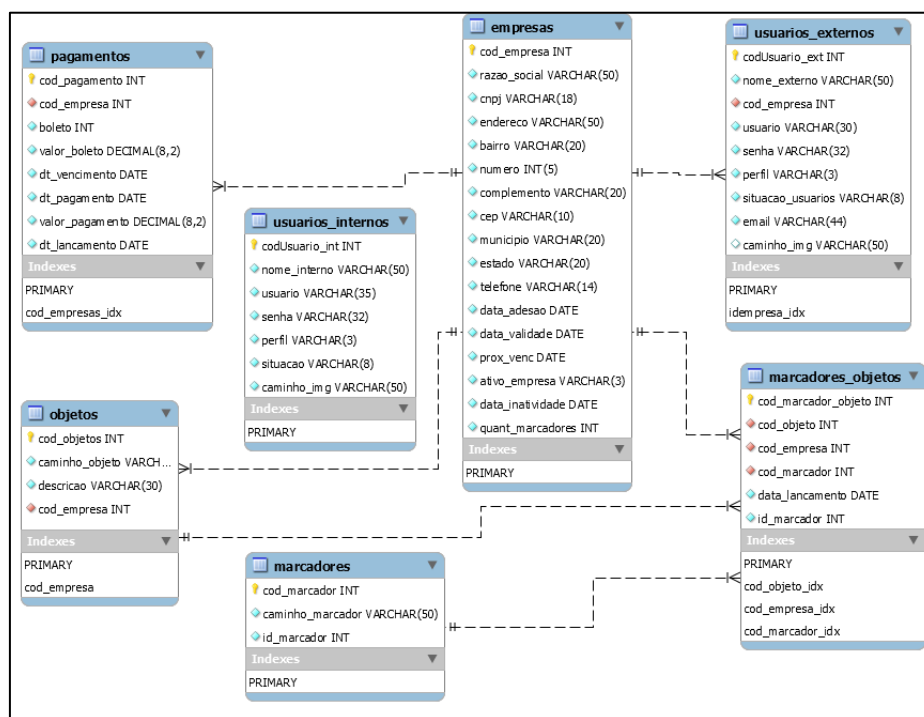 pagamentos
cod_pagamento INT
cod_empresa INT
boleto INT
valor_boleto DECIMAL(8,2)
dt_vencimento DATE
dt_pagamento DATE
valor_pagamento DECIMAL(8,2)
dt_lancamento DATE
Indexes
PRIMARY
cod_empresas_idx
empresas
cod_empresa INT
razao_social VARCHAR(50)
cnpj VARCHAR(18)
endereco VARCHAR(50)
bairro VARCHAR(20)
numero INT(5)
complemento VARCHAR(20)
cep VARCHAR(10)
municipio VARCHAR(20)
estado VARCHAR(20)
telefone VARCHAR(14)
data_adesao DATE
data_validade DATE
prox_venc DATE
ativo_empresa VARCHAR(3)
data_inatividade DATE
quant_marcadores INT
Indexes
PRIMARY
usuarios_externos
codUsuario_ext INT
nome_externo VARCHAR(50)
cod_empresa INT
usuario VARCHAR(30)
senha VARCHAR(32)
perfil VARCHAR(3)
situacao_usuarios VARCHAR(8)
email VARCHAR(44)
caminho_img VARCHAR(50)
Indexes
PRIMARY
idempresa_idx
usuarios_internos
codUsuario_int INT
nome_interno VARCHAR(50)
usuario VARCHAR(35)
senha VARCHAR(32)
perfil VARCHAR(3)
situacao VARCHAR(8)
caminho_img VARCHAR(50)
Indexes
PRIMARY
objetos
cod_objetos INT
caminho_objeto VARCH...
descricao VARCHAR(30)
cod_empresa INT
Indexes
PRIMARY
cod_empresa
marcadores
cod_marcador INT
caminho_marcador VARCHAR(50)
id_marcador INT
Indexes
PRIMARY
marcadores_objetos
cod_marcador_objeto INT
cod_objeto INT
cod_empresa INT
cod_marcador INT
data_lancamento DATE
id_marcador INT
Indexes
PRIMARY
cod_objeto_idx
cod_empresa_idx
cod_marcador_idx